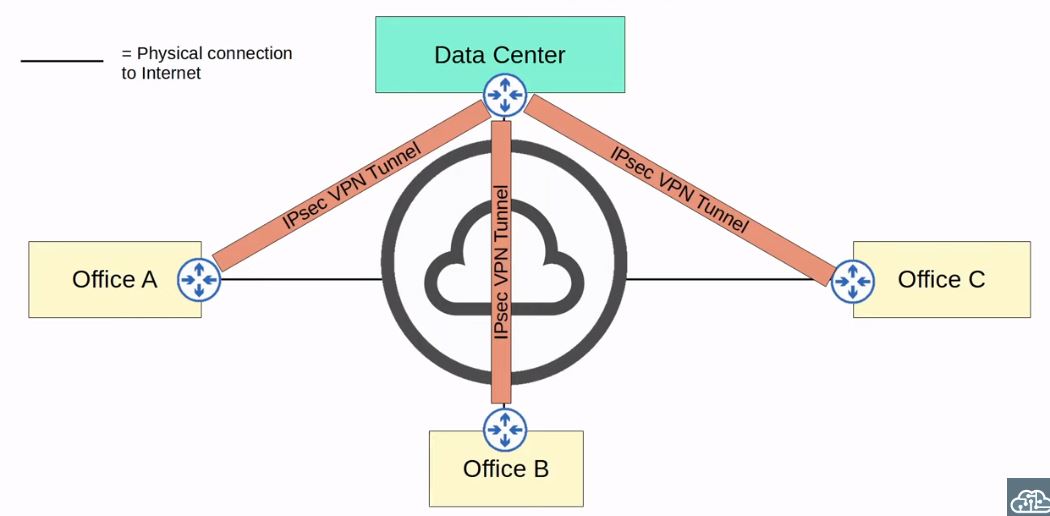 = Physical connection
to Internet
Data Center
IPsec VPN Tunnel
IPsec VPN Tunnel
IPsec VPN Tunnel
Office A
Office C
Office B